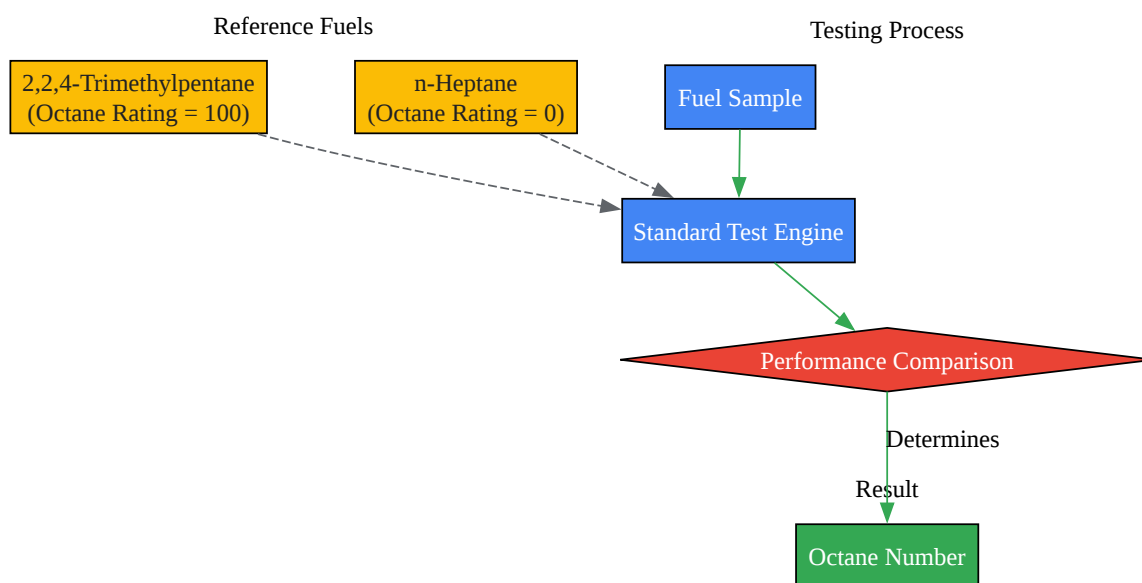 Reference Fuels
Testing Process
2,2,4-Trimethylpentane
(Octane Rating = 100)
n-Heptane
(Octane Rating = 0)
Fuel Sample
Standard Test Engine
Performance Comparison
Determines
Result
Octane Number